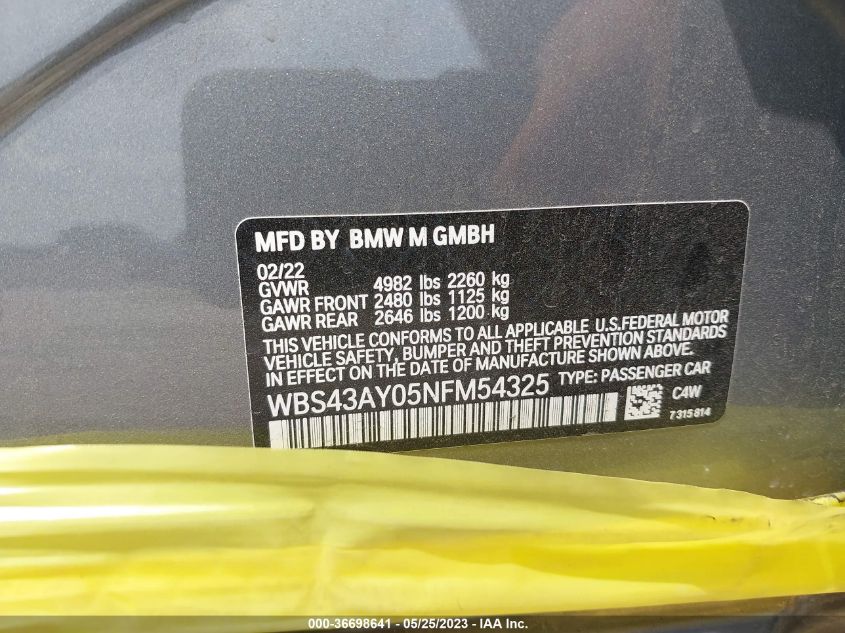 MFD BY BMW M GMBH
02/22
GVWR 4982 lbs 2260 kg
GAWR FRONT 2480 lbs 1125 kg
GAWR REAR 2646 lbs 1200 kg
THIS VEHICLE CONFORMS TO ALL APPLICABLE U.S.FEDERAL MOTOR
VEHICLE SAFETY, BUMPER AND THEFT PREVENTION STANDARDS
IN EFFECT ON THE DATE OF MANUFACTURE SHOWN ABOVE.
WBS43AY05NFM54325 TYPE: PASSENGER CAR
C4W
7315814
000-36698641 - 05/25/2023 - IAA Inc.